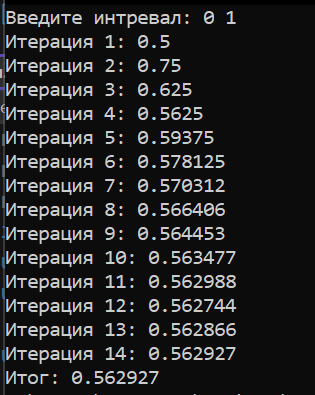 Введите интревал: 0 1
Итерация 1: 0.5
Итерация 2: 0.75
Итерация 3: 0.625
Итерация 4: 0.5625
Итерация 5: 0.59375
Итерация 6: 0.578125
Итерация 7: 0.570312
Итерация 8: 0.566406
Итерация 9: 0.564453
Итерация 10: 0.563477
Итерация 11: 0.562988
Итерация 12: 0.562744
Итерация 13: 0.562866
Итерация 14: 0.562927
Итог: 0.562927